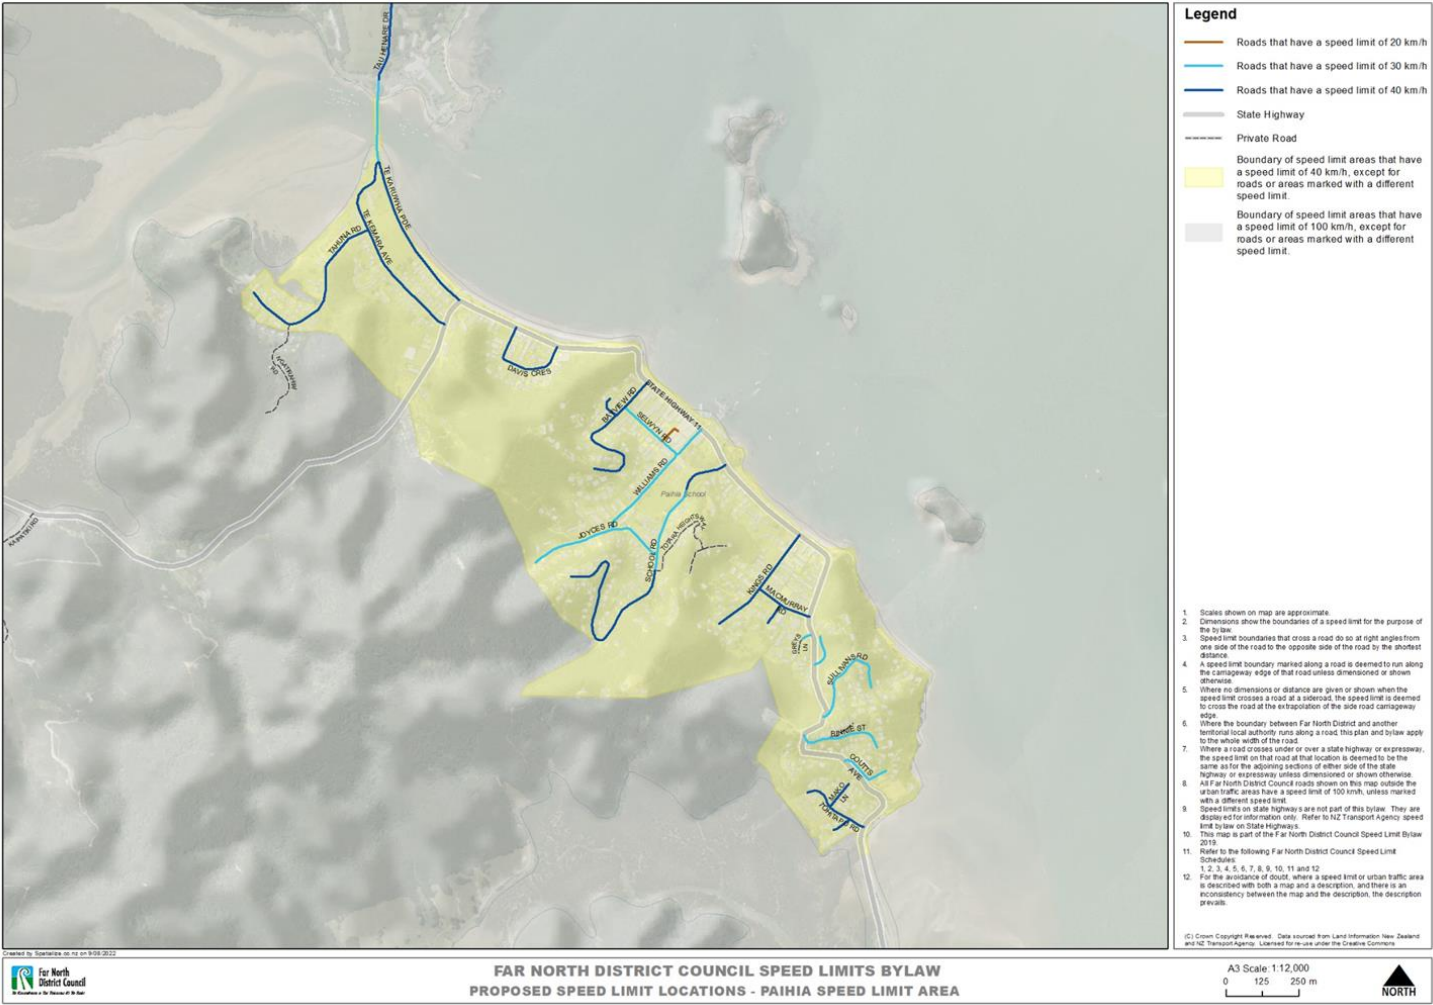 TAU HENARE DR
TE KARUWHA PDE
TE KEMARA AVE
TAHUNA RD
DAVIS CRES
BAYVIEW RD
STATE HIGHWAY 11
SELWYN RD
WILLIAMS RD
Paihia School
JOYCES RD
SCHOOL RD
KINGS RD
MACMURRAY
RD
GREYS
LN
SULLIVANS RD
BINNIE ST
COUTTS
AVE
MAKO
LN
Legend
Roads that have a speed limit of 20 km/h
Roads that have a speed limit of 30 km/h
Roads that have a speed limit of 40 km/h
State Highway
Private Road
Boundary of speed limit areas that have
a speed limit of 40 km/h, except for
roads or areas marked with a different
speed limit.
Boundary of speed limit areas that have
a speed limit of 100 km/h, except for
roads or areas marked with a different
speed limit.
1. Scales shown on map are approximate.
2. Dimensions show the boundaries of a speed limit for the purpose of
the bylaw.
3. Speed limit boundaries that cross a road do so at right angles from
one side of the road to the opposite side of the road by the shortest
distance.
4. A speed limit boundary marked along a road is deemed to run along
the carriageway edge of that road unless dimensioned or shown
otherwise.
5. Where no dimensions or distance are given or shown when the
speed limit crosses a road at a sideroad, the speed limit is deemed
to cross the road at the extrapolation of the side road carriageway
edge.
6. Where the boundary between Far North District and another
territorial local authority runs along a road, this plan and bylaw apply
to the whole width of the road.
7. Where a road crosses under or over a state highway or expressway,
the speed limit on that road at that location is deemed to be the
same as for the adjoining sections of either side of the state
highway or expressway unless dimensioned or shown otherwise.
8. All Far North District Council roads shown on this map outside the
urban traffic areas have a speed limit of 100 km/h, unless marked
with a different speed limit.
9. Speed limits on state highways are not part of this bylaw. They are
displayed for information only. Refer to NZ Transport Agency speed
limit bylaw on State Highways.
10. This map is part of the Far North District Council Speed Limit Bylaw
2019.
11. Refer to the following Far North District Council Speed Limit
Schedules:
1, 2, 3, 4, 5, 6, 7, 8, 9, 10, 11 and 12
12. For the avoidance of doubt, where a speed limit or urban traffic area
is described with both a map and a description, and there is an
inconsistency between the map and the description, the description
prevails.
(C) Crown Copyright Reserved. Data sourced from Land Information New Zealand
and NZ Transport Agency. Licensed for re-use under the Creative Commons
Created by Spatialize.co.nz on 9/08/2022
Far North
District Council
FAR NORTH DISTRICT COUNCIL SPEED LIMITS BYLAW
PROPOSED SPEED LIMIT LOCATIONS - PAIHIA SPEED LIMIT AREA
A3 Scale: 1:12,000
0 125 250 m
NORTH